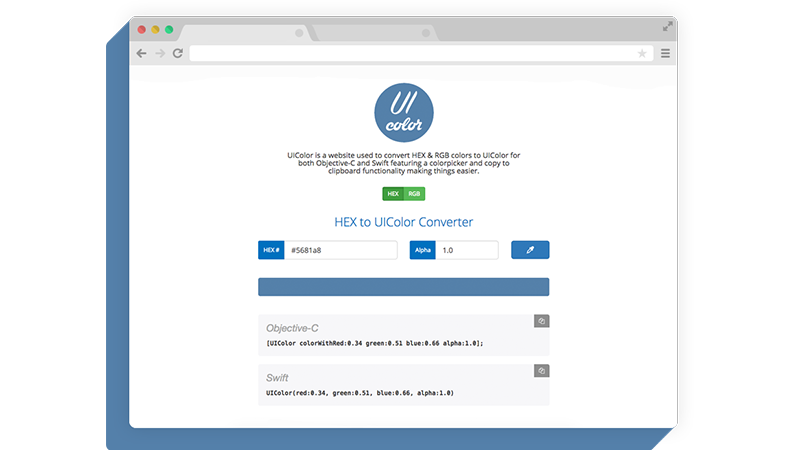 UI
color
UIColor is a website used to convert HEX & RGB colors to UIColor for
both Objective-C and Swift featuring a colorpicker and copy to
clipboard functionality making things easier.
HEX RGB
HEX to UIColor Converter
HEX # #5681a8 Alpha 1.0
Objective-C
[UIColor colorWithRed:0.34 green:0.51 blue:0.66 alpha:1.0];
Swift
UIColor(red:0.34, green:0.51, blue:0.66, alpha:1.0)